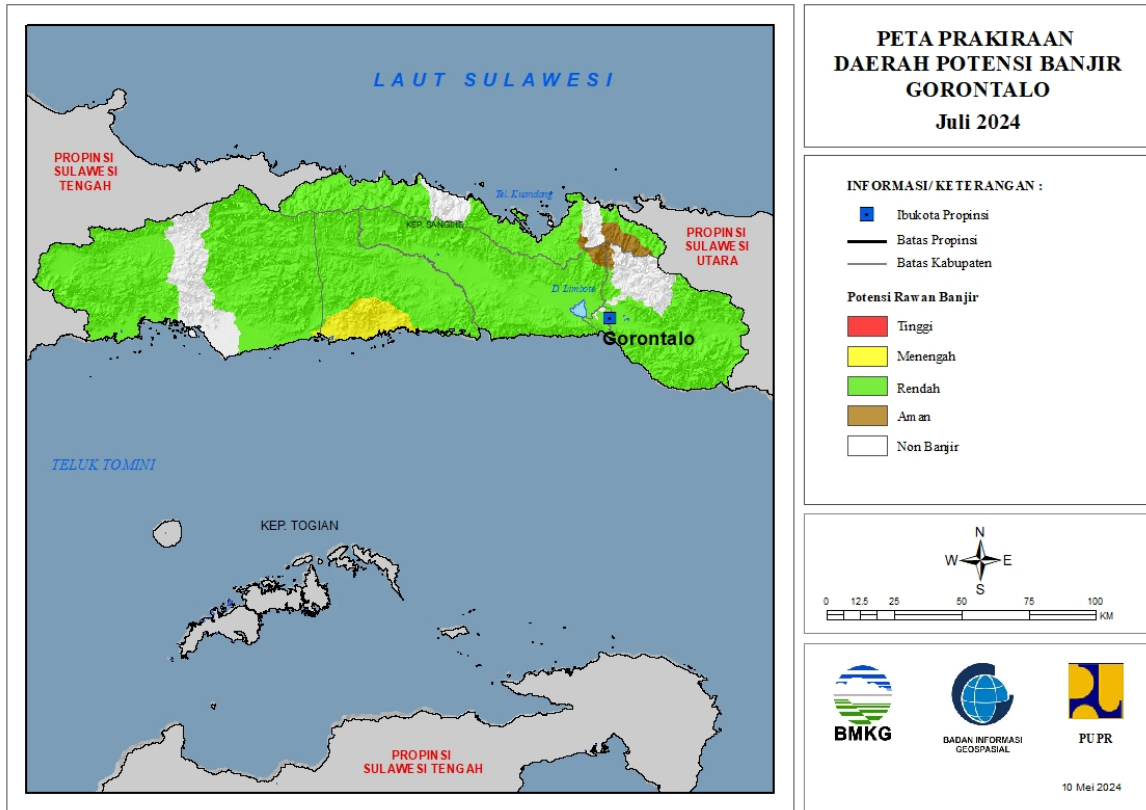 PETA PRAKIRAAN
DAERAH POTENSI BANJIR
GORONTALO
Juli 2024
LAUT SULAWESI
PROPINSI
SULAWESI
TENGAH
Tel. Kuandang
KEP. SANGIHE
PROPINSI
SULAWESI
UTARA
D. Limboto
Gorontalo
TELUK TOMINI
KEP. TOGIAN
PROPINSI
SULAWESI TENGAH
INFORMASI/ KETERANGAN :
Ibukota Propinsi
Batas Propinsi
Batas Kabupaten
Potensi Rawan Banjir
Tinggi
Menengah
Rendah
Aman
Non Banjir
N
W E
S
0 12.5 25 50 75 100
KM
BMKG
BADAN INFORMASI
GEOSPASIAL
PUPR
10 Mei 2024